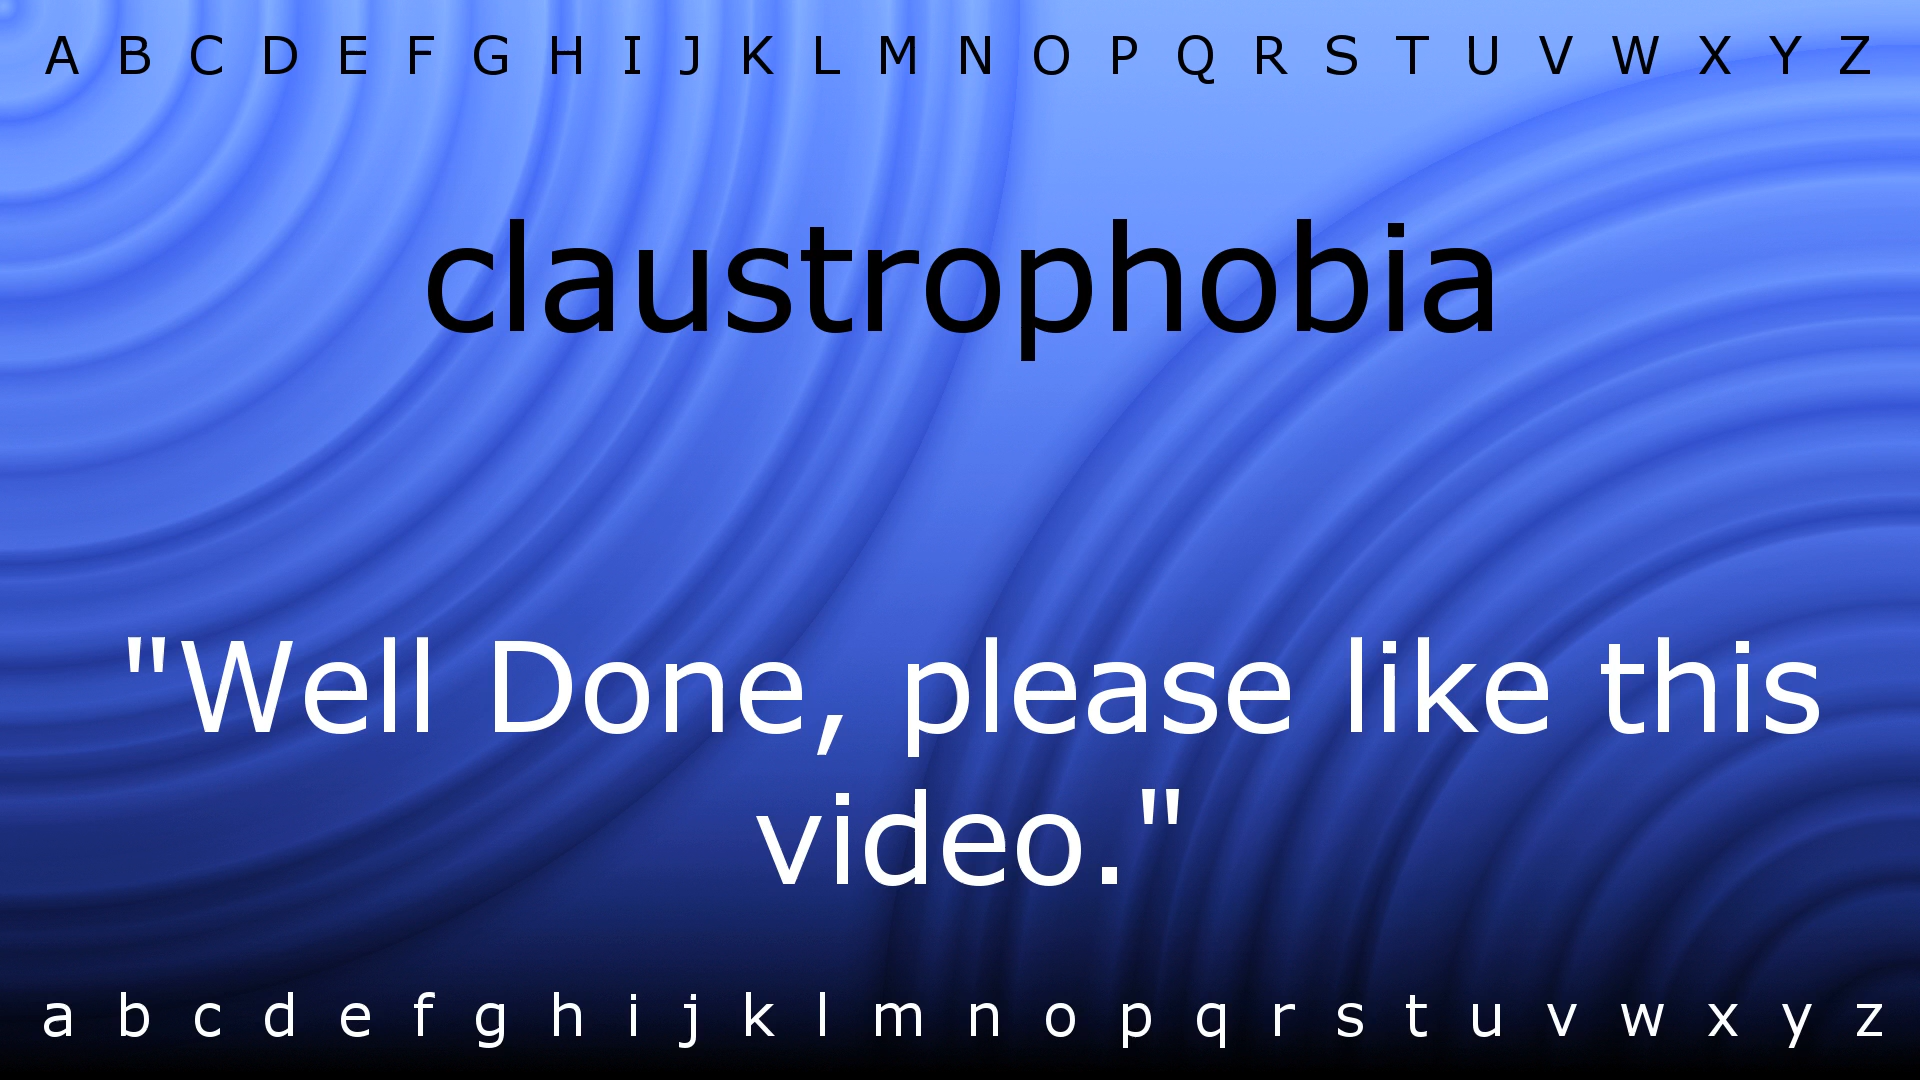 A B C D E F G H I J K L M N O P Q R S T U V W X Y Z
claustrophobia
"Well Done, please like this
video."
a b c d e f g h i j k l m n o p q r s t u v w x y z